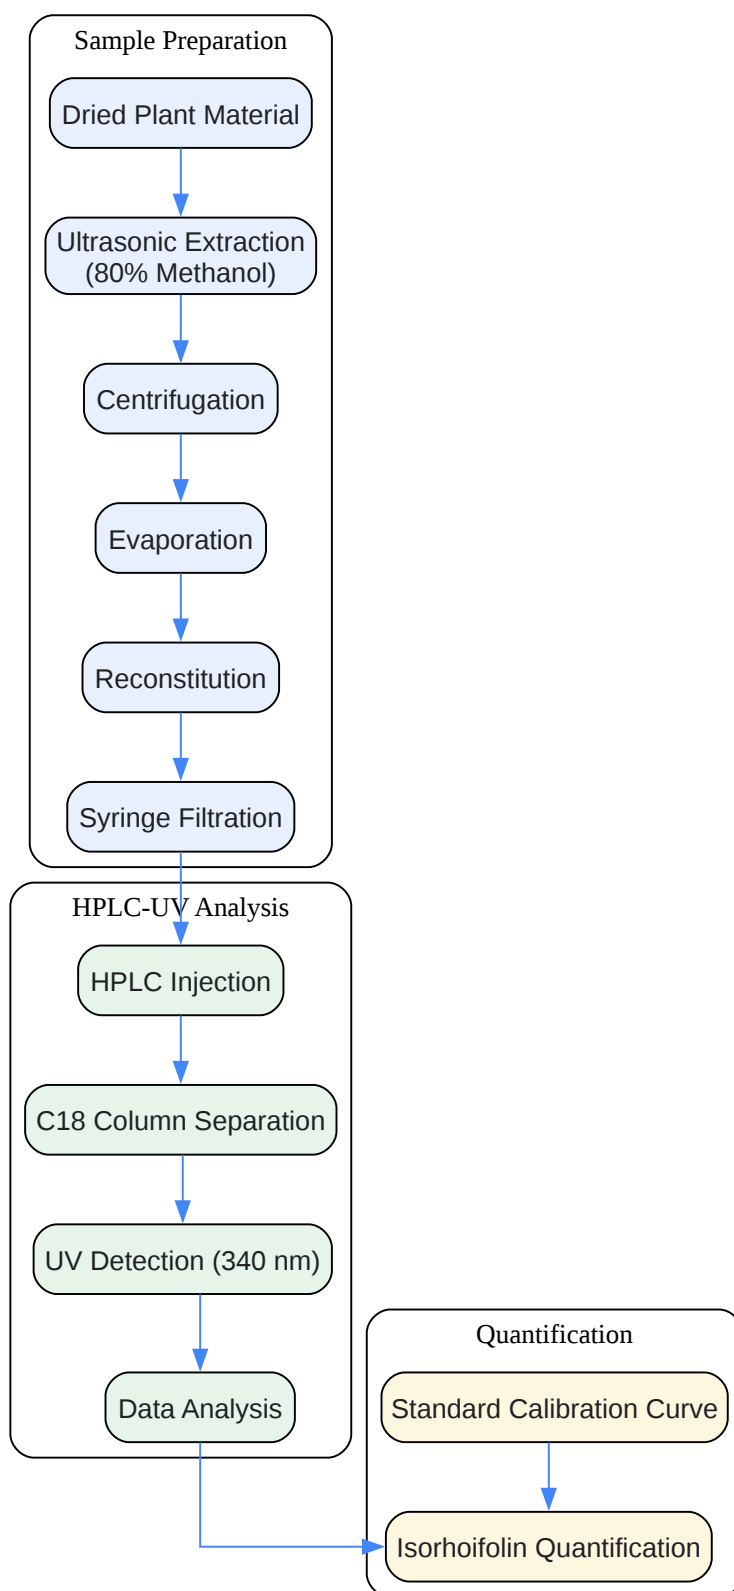 Sample Preparation
Dried Plant Material
Ultrasonic Extraction
(80% Methanol)
Centrifugation
Evaporation
Reconstitution
Syringe Filtration
HPLC-UV Analysis
HPLC Injection
C18 Column Separation
UV Detection (340 nm)
Data Analysis
Quantification
Standard Calibration Curve
Isorhoifolin Quantification